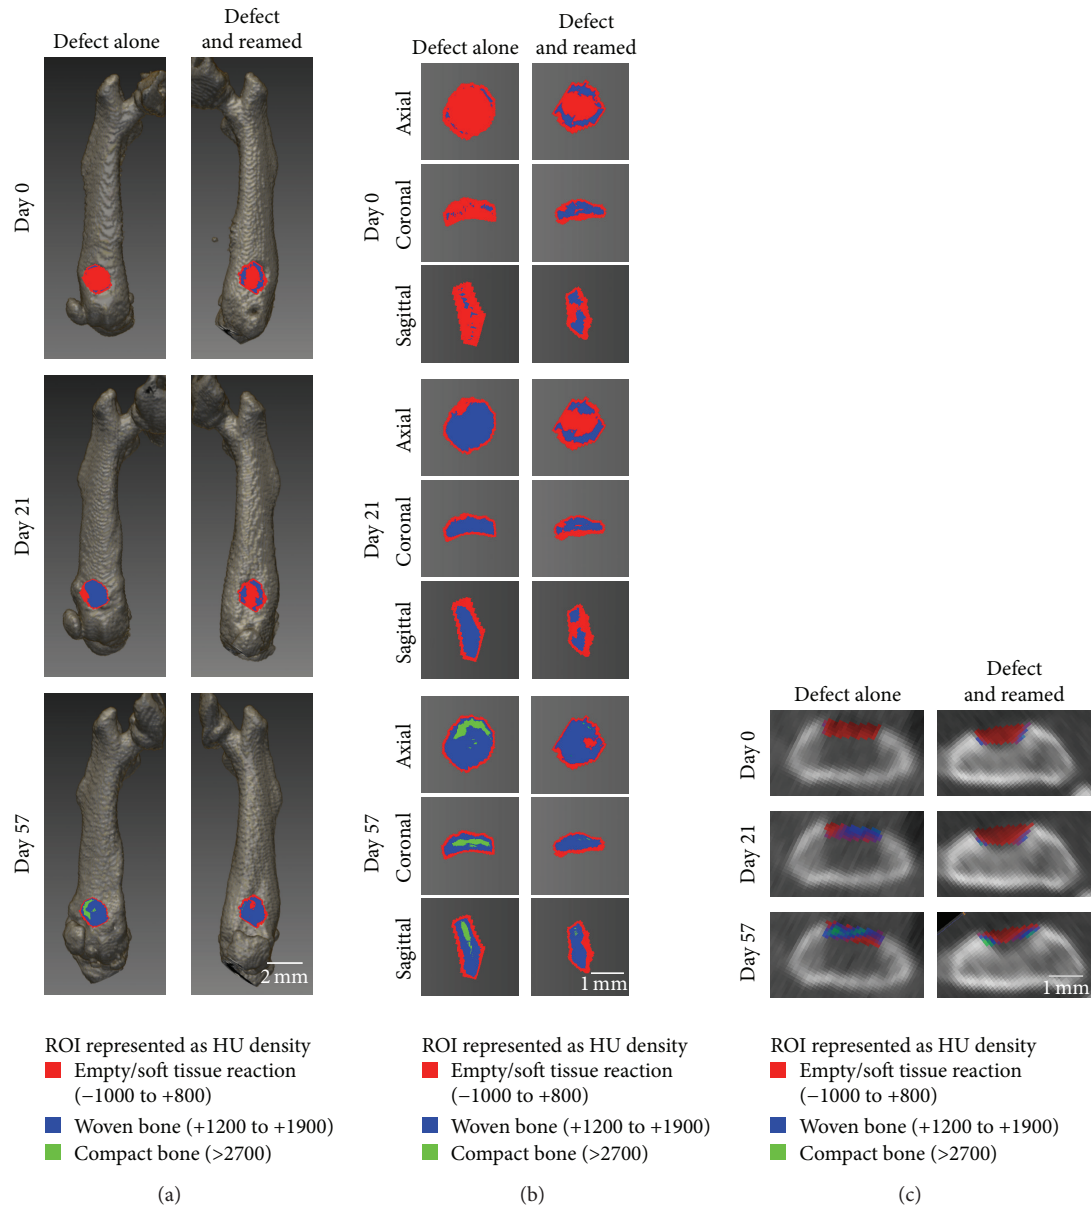 Defect alone
Defect
and reamed
Day 0
Day 21
Day 57
2 mm
ROI represented as HU density
Empty/soft tissue reaction
(−1000 to +800)
Woven bone (+1200 to +1900)
Compact bone (>2700)
(a)
Defect alone
Defect
and reamed
Day 0
Axial
Coronal
Sagittal
Day 21
Axial
Coronal
Sagittal
Day 57
Axial
Coronal
Sagittal
1 mm
ROI represented as HU density
Empty/soft tissue reaction
(−1000 to +800)
Woven bone (+1200 to +1900)
Compact bone (>2700)
(b)
Defect alone
Defect
and reamed
Day 0
Day 21
Day 57
1 mm
ROI represented as HU density
Empty/soft tissue reaction
(−1000 to +800)
Woven bone (+1200 to +1900)
Compact bone (>2700)
(c)